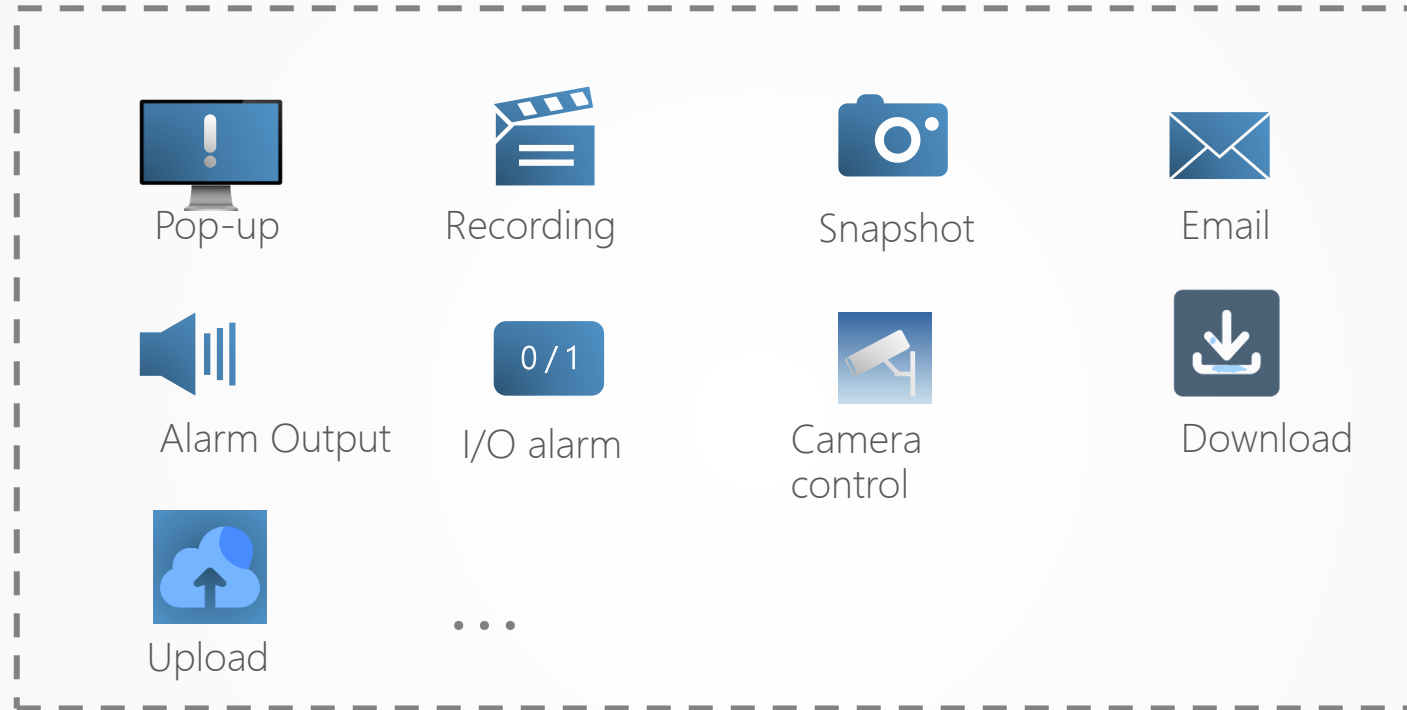 !
Pop-up
Recording
Snapshot
Email
Alarm Output
0/1
I/O alarm
Camera
control
Download
Upload
...